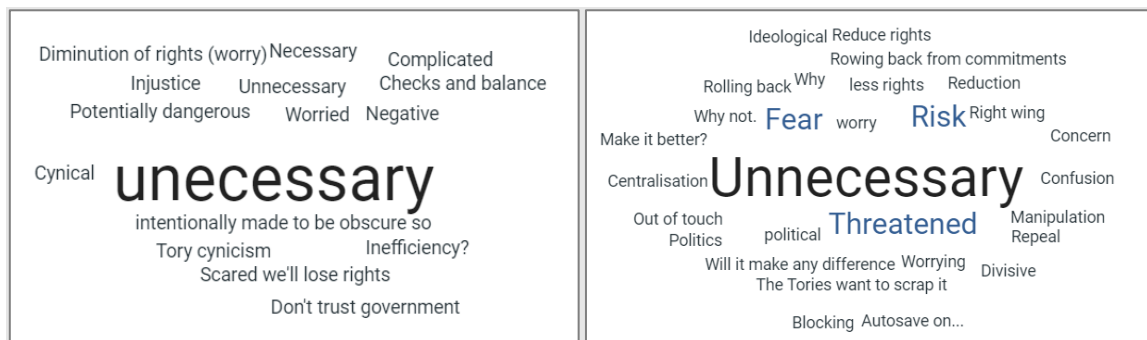 Diminution of rights (worry) Necessary
Complicated
Injustice Unnecessary Checks and balance
Potentially dangerous Worried Negative
Cynical unecessary
intentionally made to be obscure so
Tory cynicism Inefficiency?
Scared we'll lose rights
Don't trust government
Ideological Reduce rights
Rowing back from commitments
Rolling back Why less rights Reduction
Why not. Fear worry Risk Right wing
Make it better? Concern
Centralisation Unnecessary Confusion
Out of touch Threatened Manipulation
Politics political Repeal
Will it make any difference Worrying Divisive
The Tories want to scrap it
Blocking Autosave on...